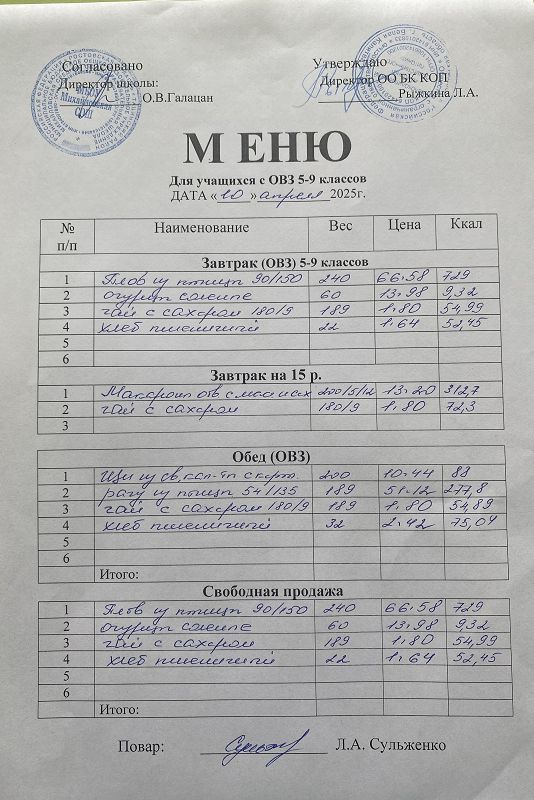 Согласовано Утверждаю
Директор школы: Директор ОО БК КОП
О.В.Галацан Рыжкина Л.А.
М ЕНЮ
Для учащихся с ОВЗ 5-9 классов
ДАТА « 10 » апреля 2025г.
№ п/п Наименование Вес Цена Ккал
Завтрак (ОВЗ) 5-9 классов
1 Плов из птицы 90/150 240 66-58 729
2 огурцы соленые 60 13-98 9,32
3 чай с сахаром 180/9 189 1-80 54,99
4 хлеб пшеничный 22 1-64 52,45
5
6
Завтрак на 15 р.
1 Макароны отв. с маслом 200/5/12 13-20 312,7
2 чай с сахаром 180/9 1-80 72,3
3
Обед (ОВЗ)
1 Щи из св.кап-ты с карт. 200 10-44 88
2 рагу из птицы 54/135 189 51-12 277,8
3 чай с сахаром 180/9 189 1-80 54,89
4 хлеб пшеничный 32 2-42 75,04
5
6
Итого:
Свободная продажа
1 Плов из птицы 90/150 240 66-58 729
2 огурцы соленые 60 13,98 932
3 чай с сахаром 189 1-80 54,99
4 хлеб пшеничный 22 1-64 52,45
5
6
Итого:
Повар: Л.А. Сульженко